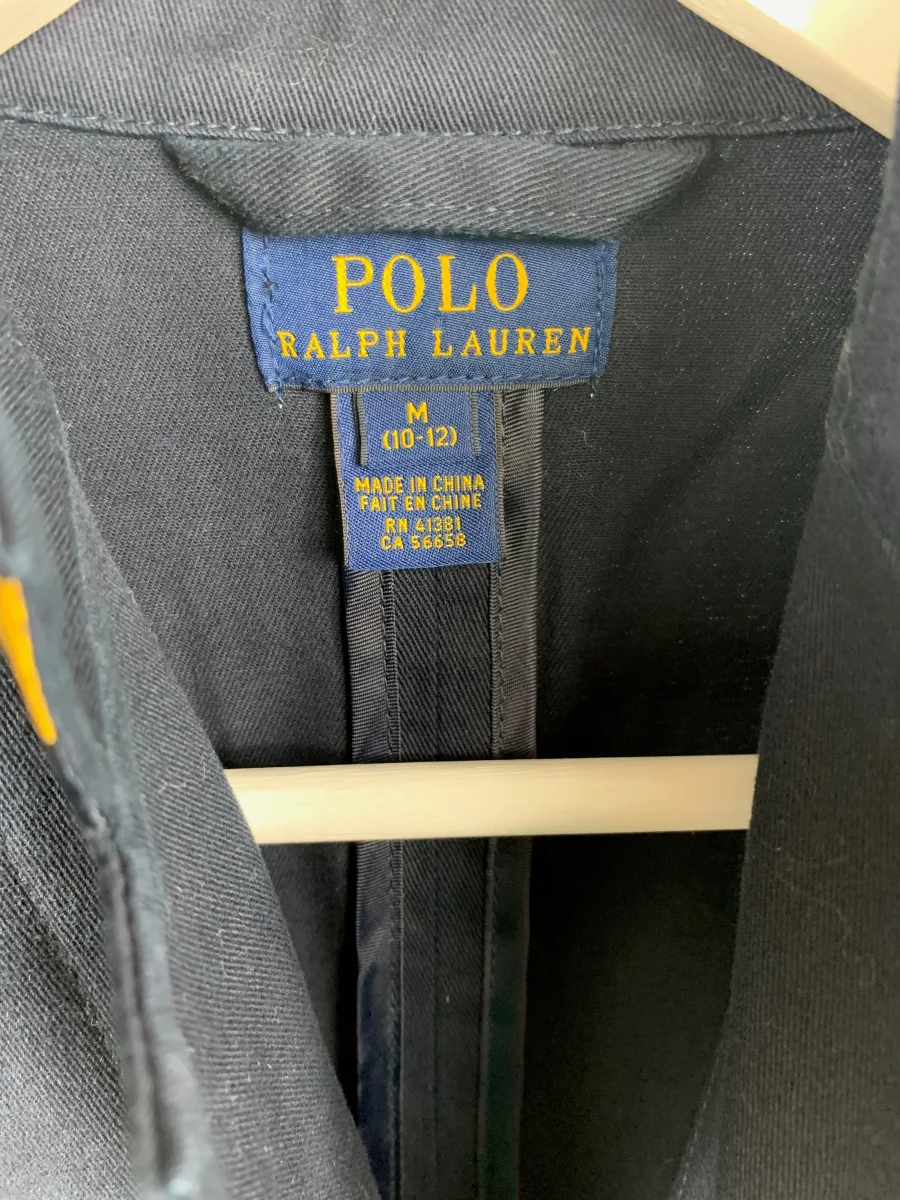 POLO
RALPH LAUREN
M
(10-12)
MADE IN CHINA
FAIT EN CHINE
RN 41381
CA 56658